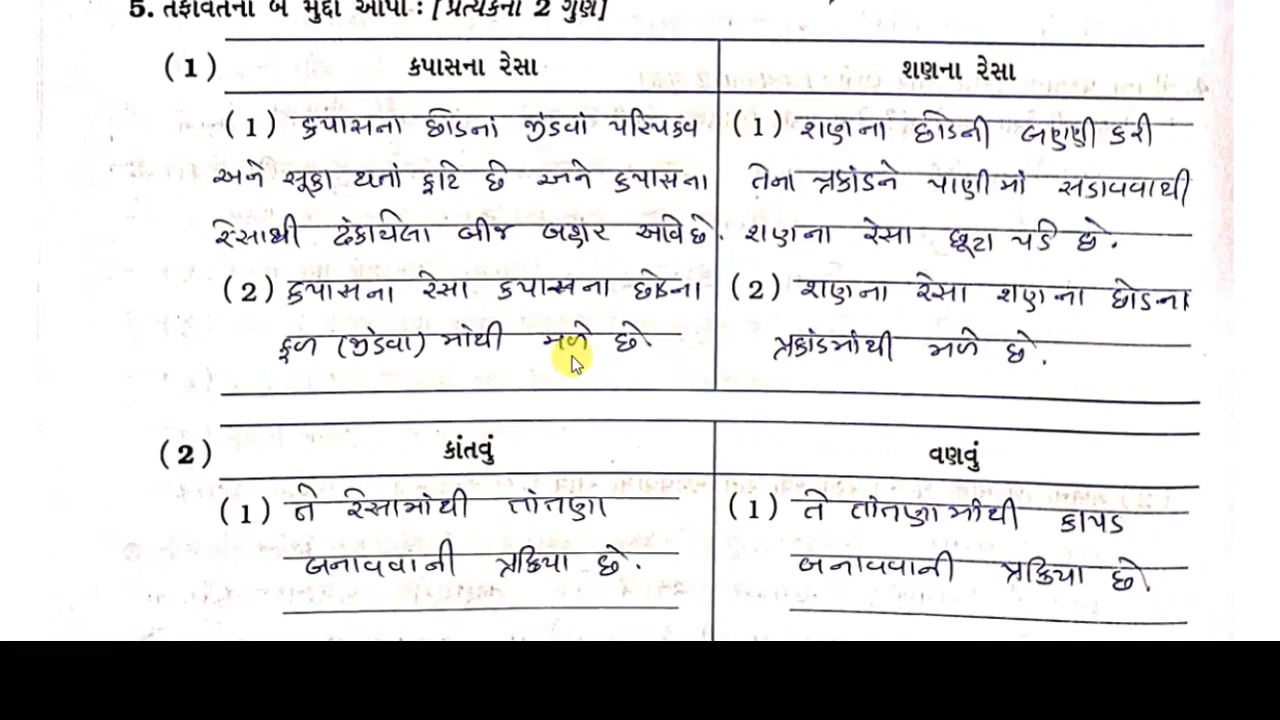 5. તફાવતના બે મુદ્દા આપો : [પ્રત્યેકના 2 ગુણ]
(1) કપાસના રેસા શણના રેસા
(1) કપાસના છોડનાં જીંડવાં પરિપક્વ (1) શણના છોડની લણણી કરી
અને સૂકા થતાં ફાટે છે અને કપાસના તેના પ્રકાંડને પાણીમાં સડાવવાથી
રેસાથી ઢંકાયેલા બીજ બહાર આવે છે. શણના રેસા છૂટા પડે છે.
(2) કપાસના રેસા કપાસના છોડના (2) શણના રેસા શણના છોડના
ફળ (જીંડવા) માંથી મળે છે. પ્રકાંડમાંથી મળે છે.
(2) કાંતવું વણવું
(1) તે રેસામાંથી તાંતણા (1) તે તાંતણામાંથી કાપડ
બનાવવાની પ્રક્રિયા છે. બનાવવાની પ્રક્રિયા છે.